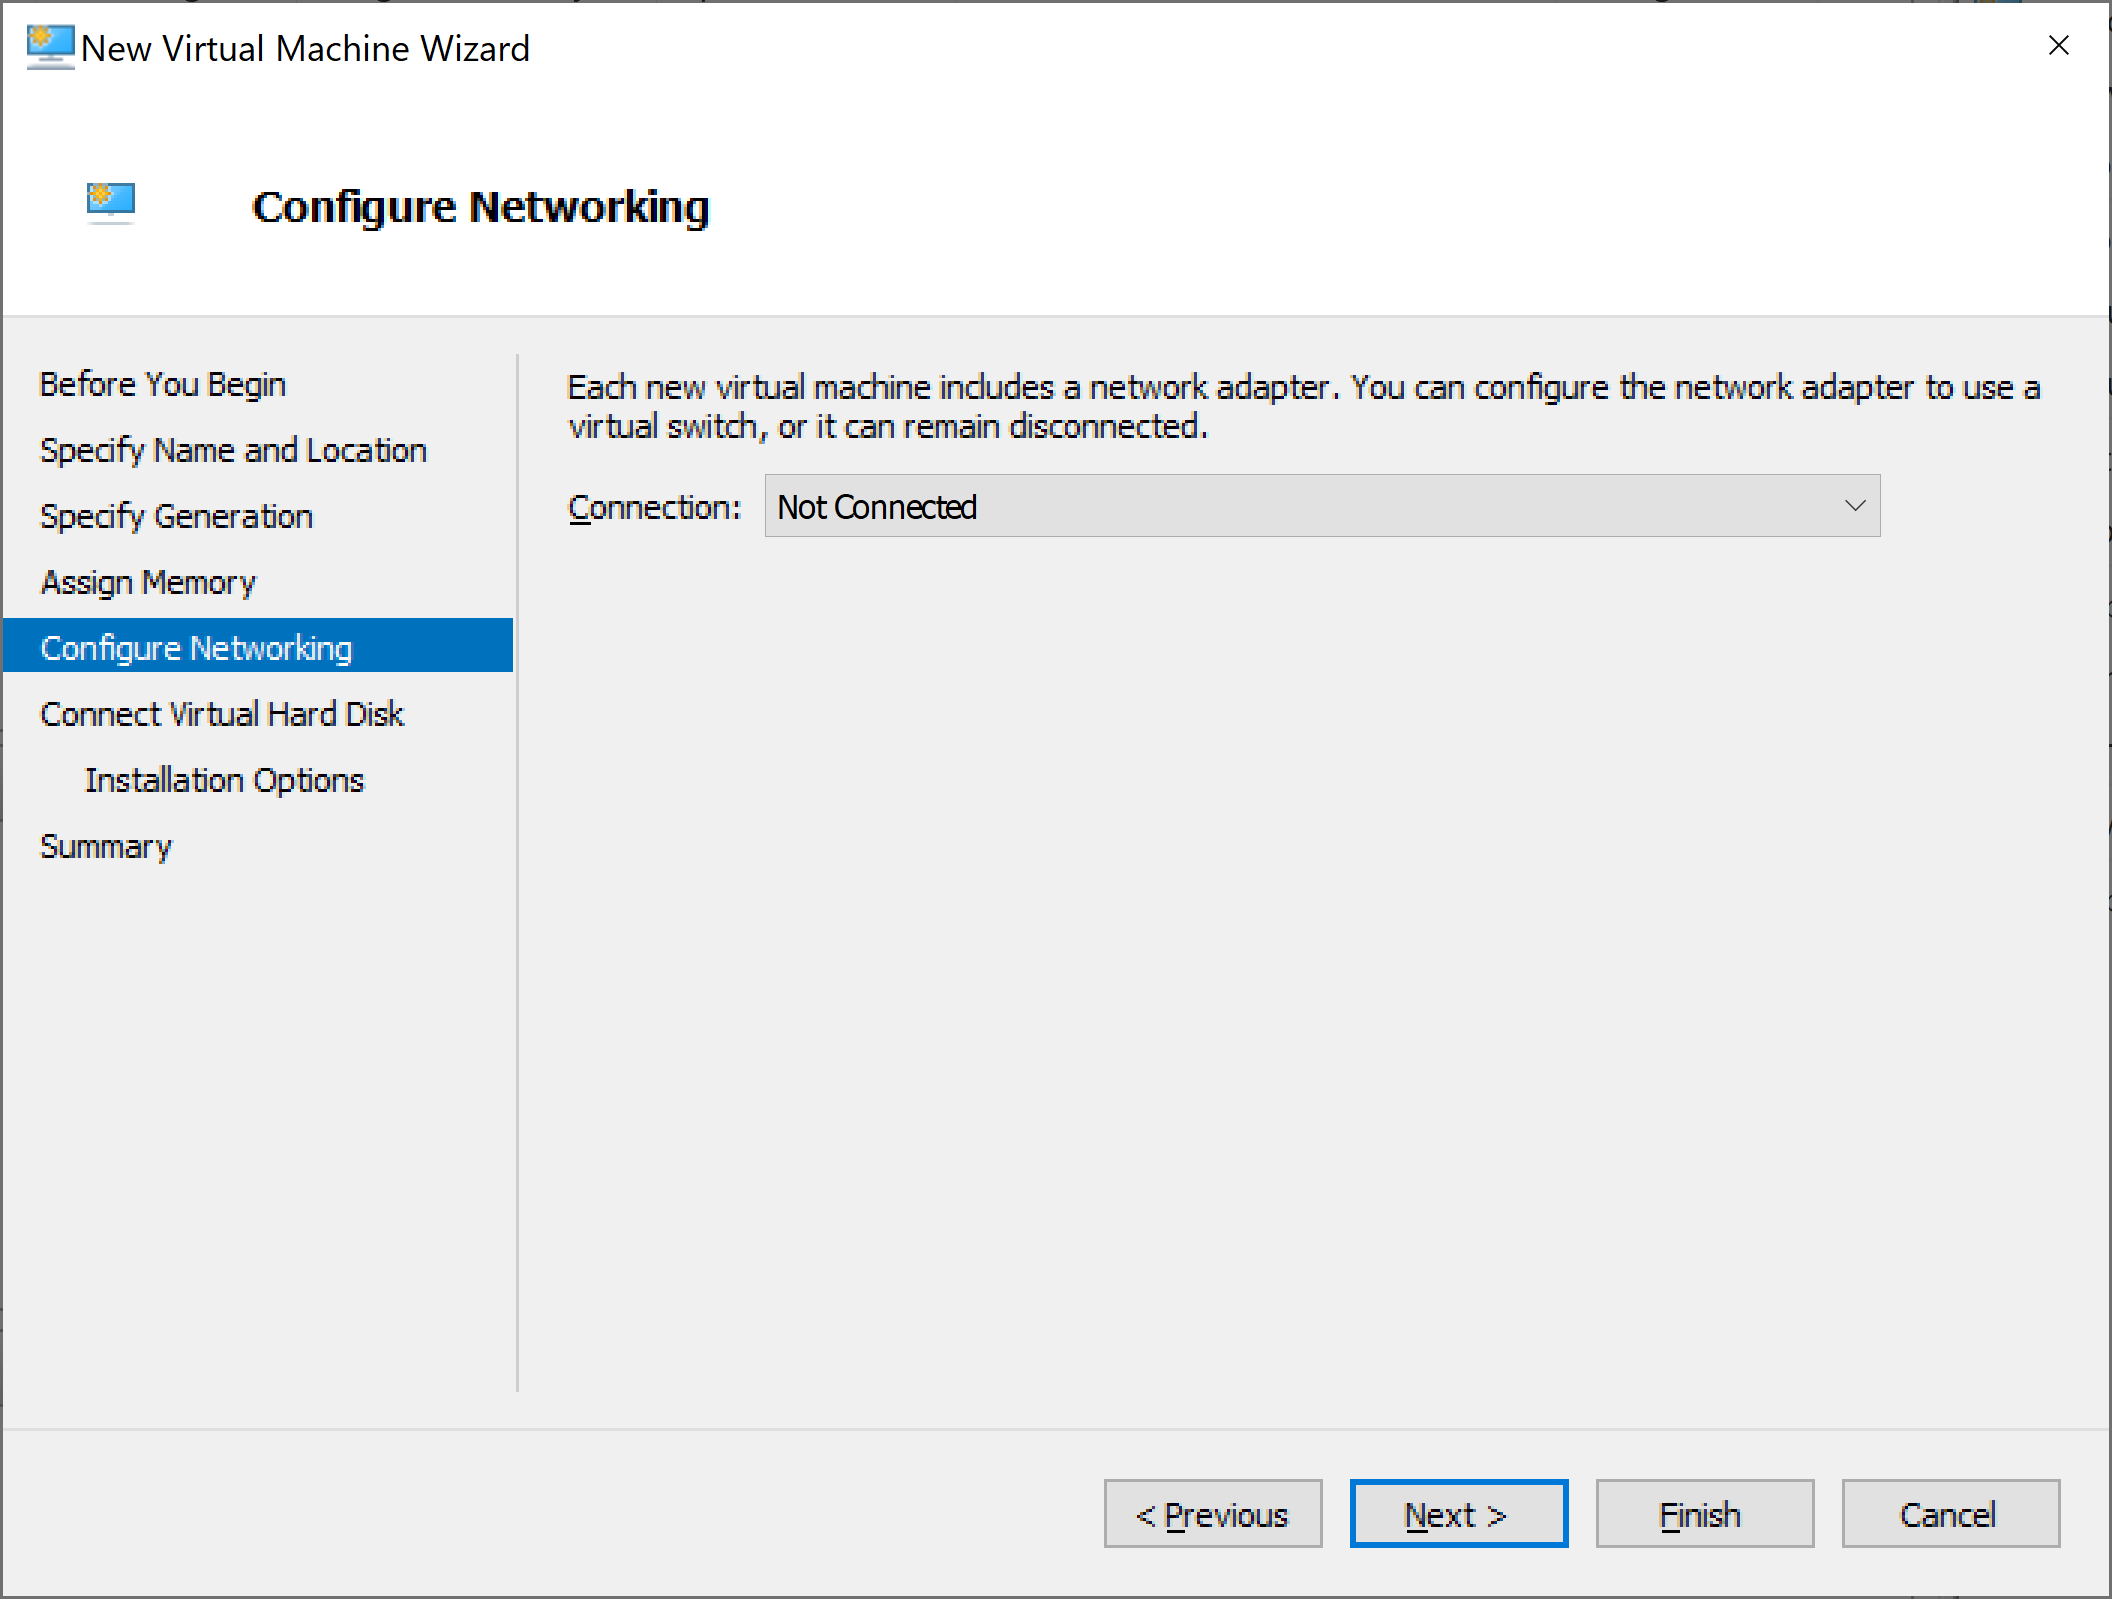 New Virtual Machine Wizard
Configure Networking
Before You Begin
Specify Name and Location
Specify Generation
Assign Memory
Configure Networking
Connect Virtual Hard Disk
Installation Options
Summary
Each new virtual machine includes a network adapter. You can configure the network adapter to use a
virtual switch, or it can remain disconnected.
Connection: Not Connected
< Previous Next > Finish Cancel